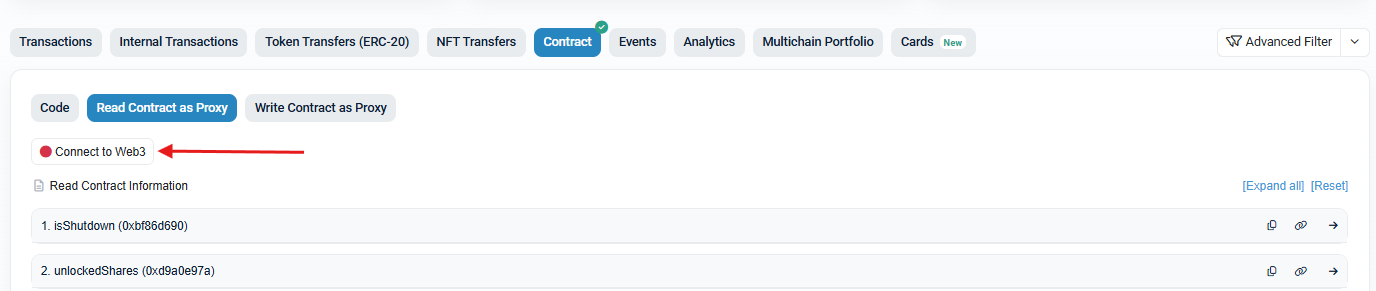 Transactions Internal Transactions Token Transfers (ERC-20) NFT Transfers Contract Events Analytics Multichain Portfolio Cards New Advanced Filter
Code Read Contract as Proxy Write Contract as Proxy
Connect to Web3
Read Contract Information [Expand all] [Reset]
1. isShutdown (0xbf86d690)
2. unlockedShares (0xd9a0e97a)